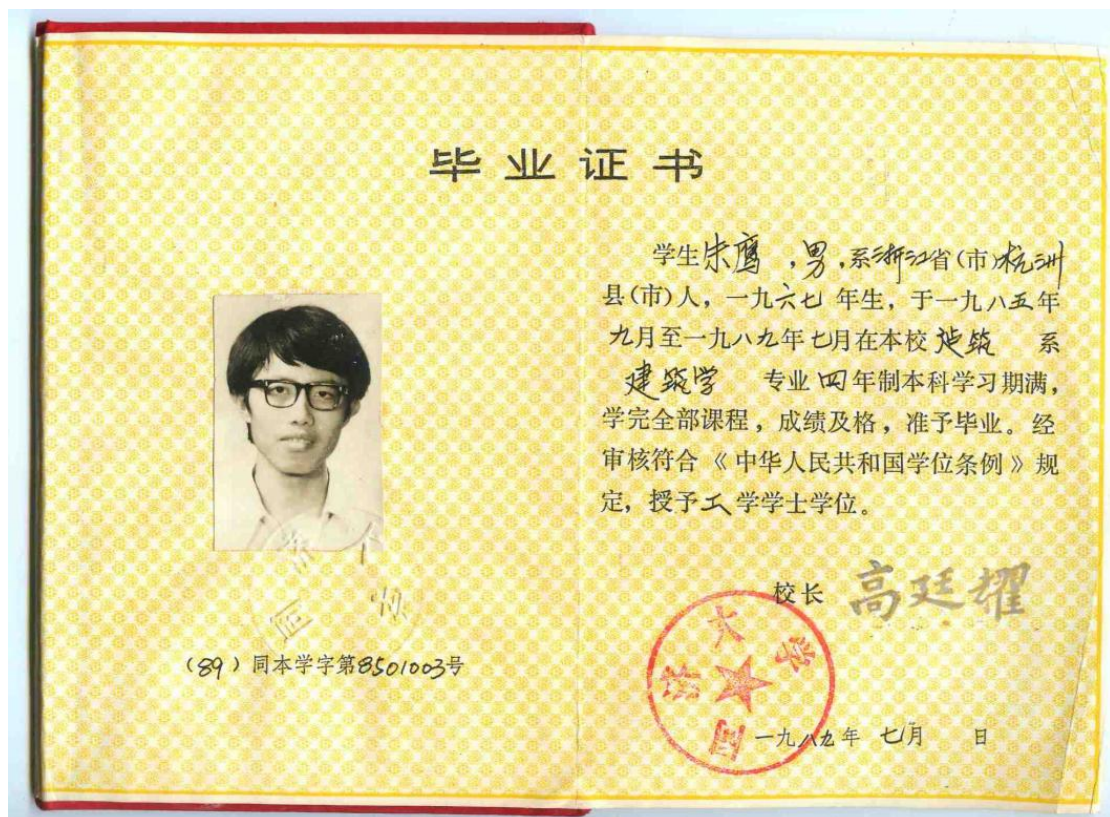 毕业证书
学生朱鹰,男,系浙江省(市)杭州
县(市)人,一九六七年生,于一九八五年
九月至一九八九年七月在本校建筑 系
建筑学 专业四年制本科学习期满,
学完全部课程,成绩及格,准予毕业。经
审核符合《中华人民共和国学位条例》规
定,授予工学学士学位。
校长 高廷耀
同济大学
一九八九年 七月 日
(89)同本学字第8501003号